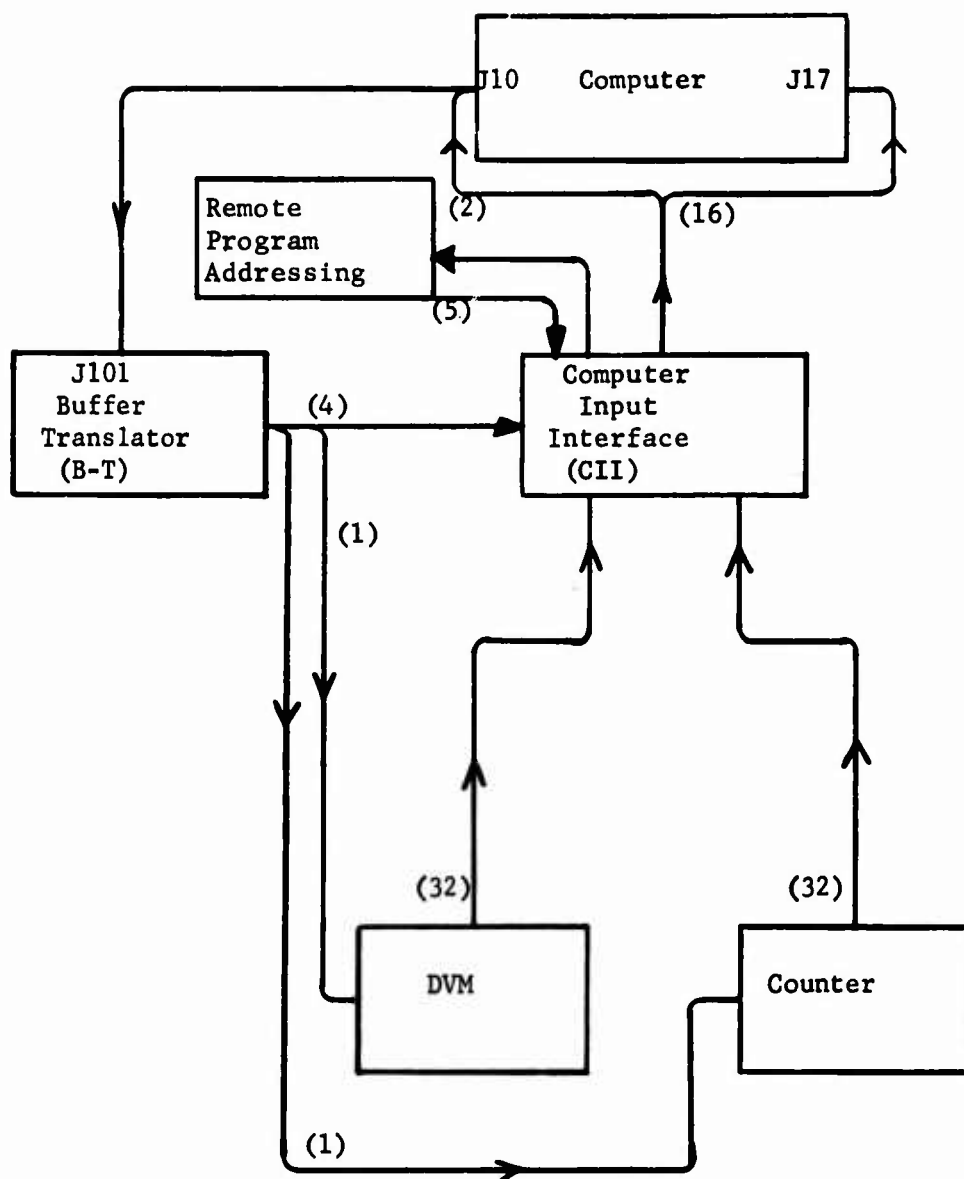 J10 Computer J17
(2)
(16)
Remote
Program
Addressing
(5)
J101
Buffer
Translator
(B-T)
(4)
Computer
Input
Interface
(CII)
(1)
(32)
(32)
DVM
Counter
(1)